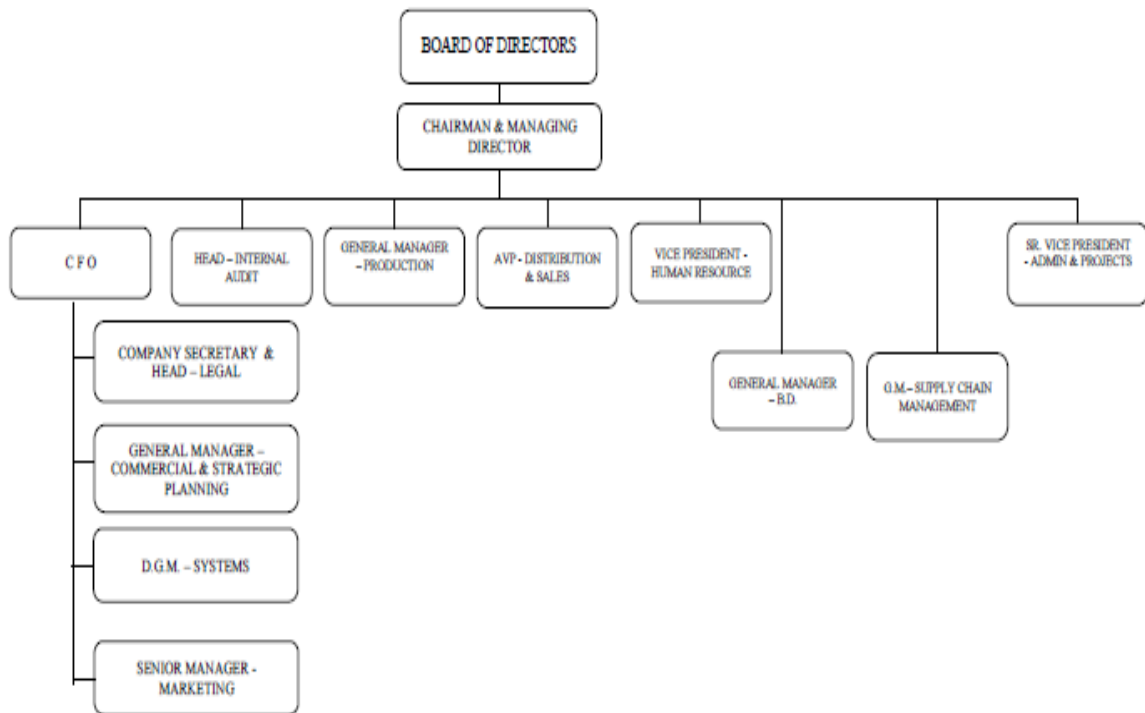 BOARD OF DIRECTORS
CHAIRMAN & MANAGING
DIRECTOR
C F O
HEAD – INTERNAL
AUDIT
GENERAL MANAGER
– PRODUCTION
AVP - DISTRIBUTION
& SALES
VICE PRESIDENT -
HUMAN RESOURCE
SR. VICE PRESIDENT
- ADMIN & PROJECTS
COMPANY SECRETARY &
HEAD – LEGAL
GENERAL MANAGER
– B.D.
G.M.– SUPPLY CHAIN
MANAGEMENT
GENERAL MANAGER –
COMMERCIAL & STRATEGIC
PLANNING
D.G.M. – SYSTEMS
SENIOR MANAGER -
MARKETING